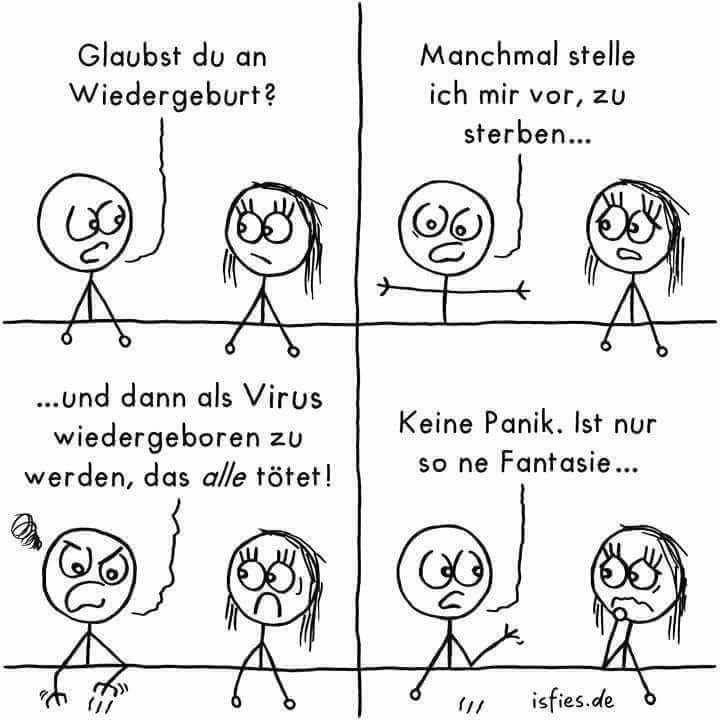 Glaubst du an
Wiedergeburt?
Manchmal stelle
ich mir vor, zu
sterben...
...und dann als Virus
wiedergeboren zu
werden, das alle tötet!
Keine Panik. Ist nur
so ne Fantasie...
isfies.de